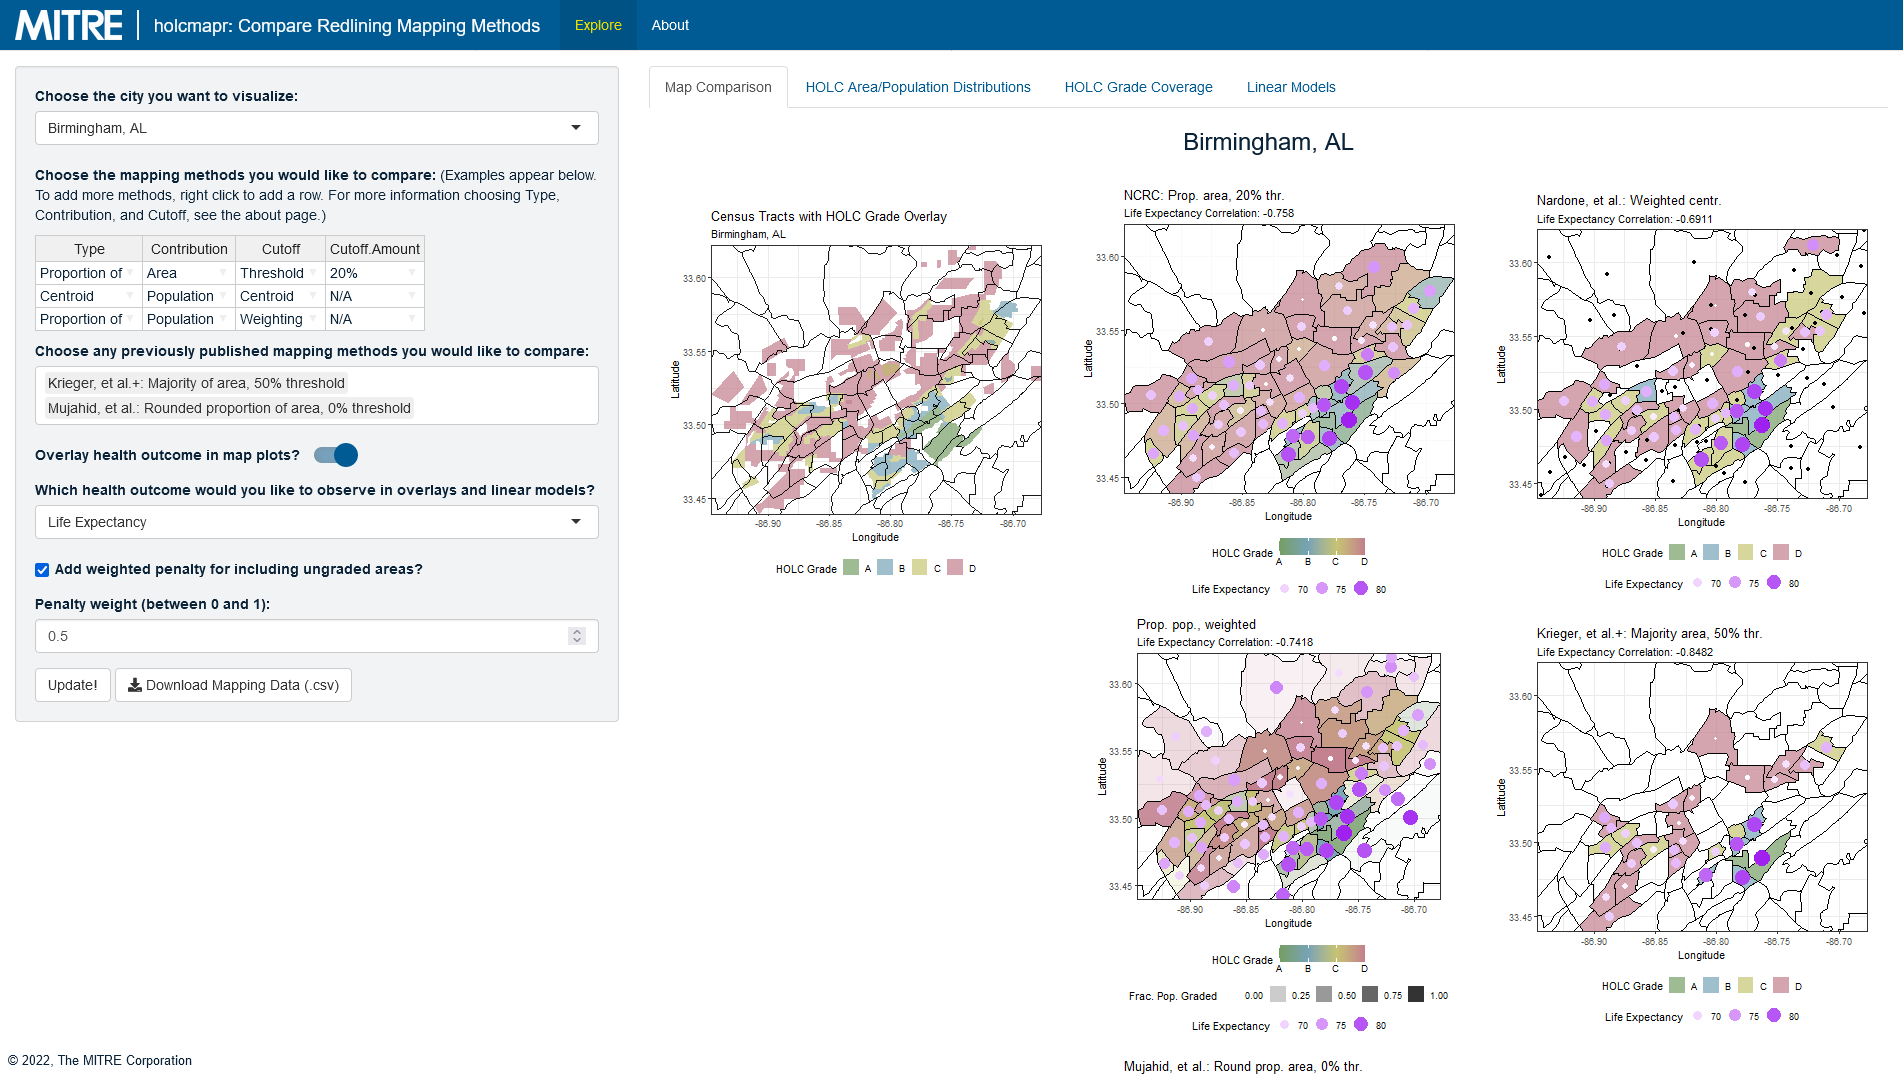 MITRE
holcmapr: Compare Redlining Mapping Methods
Explore
About
Choose the city you want to visualize:
Birmingham, AL
Choose the mapping methods you would like to compare: (Examples appear below.
To add more methods, right click to add a row. For more information choosing Type,
Contribution, and Cutoff, see the about page.)
Type Contribution Cutoff Cutoff.Amount
Proportion of Area Threshold 20%
Centroid Population Centroid N/A
Proportion of Population Weighting N/A
Choose any previously published mapping methods you would like to compare:
Krieger, et al.+: Majority of area, 50% threshold
Mujahid, et al.: Rounded proportion of area, 0% threshold
Overlay health outcome in map plots?
Which health outcome would you like to observe in overlays and linear models?
Life Expectancy
Add weighted penalty for including ungraded areas?
Penalty weight (between 0 and 1):
0.5
Update!
Download Mapping Data (.csv)
© 2022, The MITRE Corporation
Map Comparison
HOLC Area/Population Distributions
HOLC Grade Coverage
Linear Models
Birmingham, AL
Census Tracts with HOLC Grade Overlay
Birmingham, AL
33.60
33.55
33.50
33.45
Latitude
-86.90 -86.85 -86.80 -86.75 -86.70
Longitude
HOLC Grade A B C D
NCRC: Prop. area, 20% thr.
Life Expectancy Correlation: -0.758
33.60
33.55
33.50
33.45
Latitude
-86.90 -86.85 -86.80 -86.75 -86.70
Longitude
HOLC Grade
A B C D
Life Expectancy 70 75 80
Nardone, et al.: Weighted centr.
Life Expectancy Correlation: -0.6911
33.60
33.55
33.50
33.45
Latitude
-86.90 -86.85 -86.80 -86.75 -86.70
Longitude
HOLC Grade A B C D
Life Expectancy 70 75 80
Prop. pop., weighted
Life Expectancy Correlation: -0.7418
33.60
33.55
33.50
33.45
Latitude
-86.90 -86.85 -86.80 -86.75 -86.70
Longitude
HOLC Grade
A B C D
Frac. Pop. Graded 0.00 0.25 0.50 0.75 1.00
Life Expectancy 70 75 80
Krieger, et al.+: Majority area, 50% thr.
Life Expectancy Correlation: -0.8482
33.60
33.55
33.50
33.45
Latitude
-86.90 -86.85 -86.80 -86.75 -86.70
Longitude
HOLC Grade A B C D
Life Expectancy 70 75 80
Mujahid, et al.: Round prop. area, 0% thr.